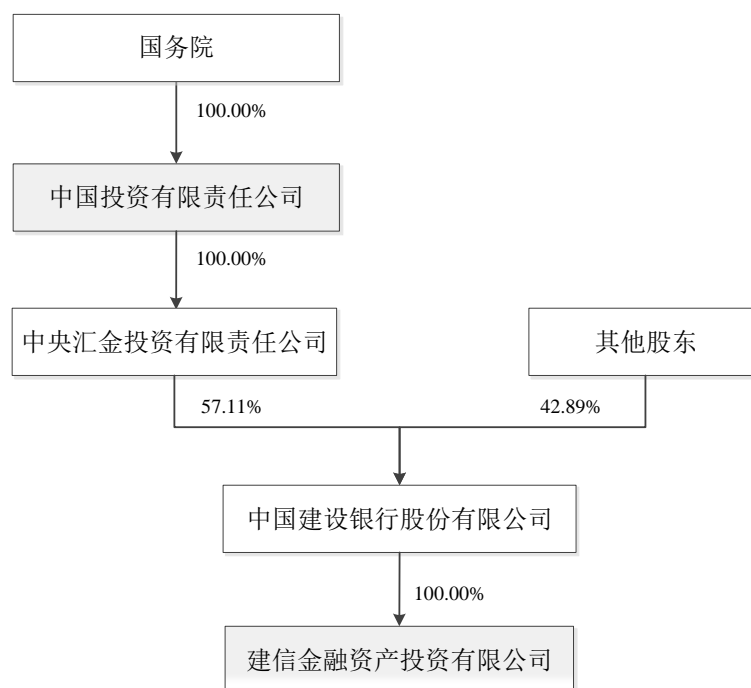 国务院
100.00%
中国投资有限责任公司
100.00%
中央汇金投资有限责任公司
其他股东
57.11%
42.89%
中国建设银行股份有限公司
100.00%
建信金融资产投资有限公司